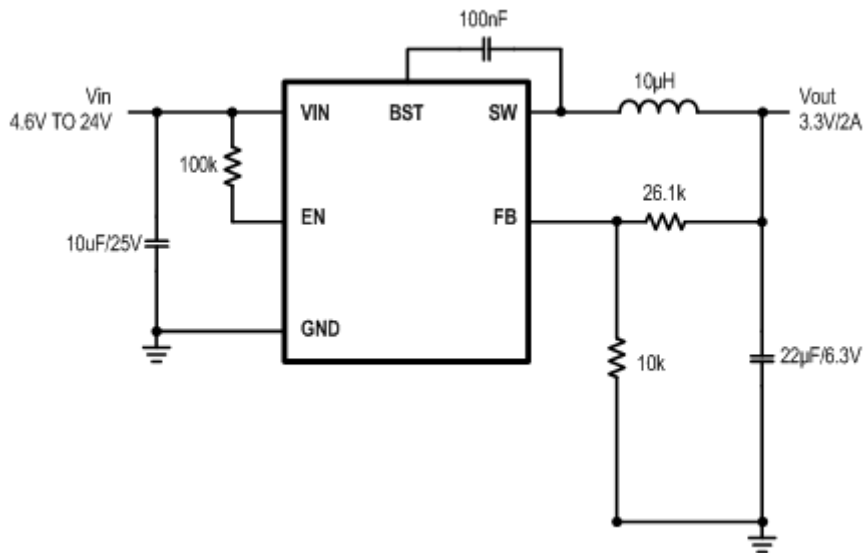 100nF
Vin
4.6V TO 24V
VIN
BST
SW
10µH
Vout
3.3V/2A
100k
EN
FB
26.1k
10uF/25V
GND
10k
22µF/6.3V